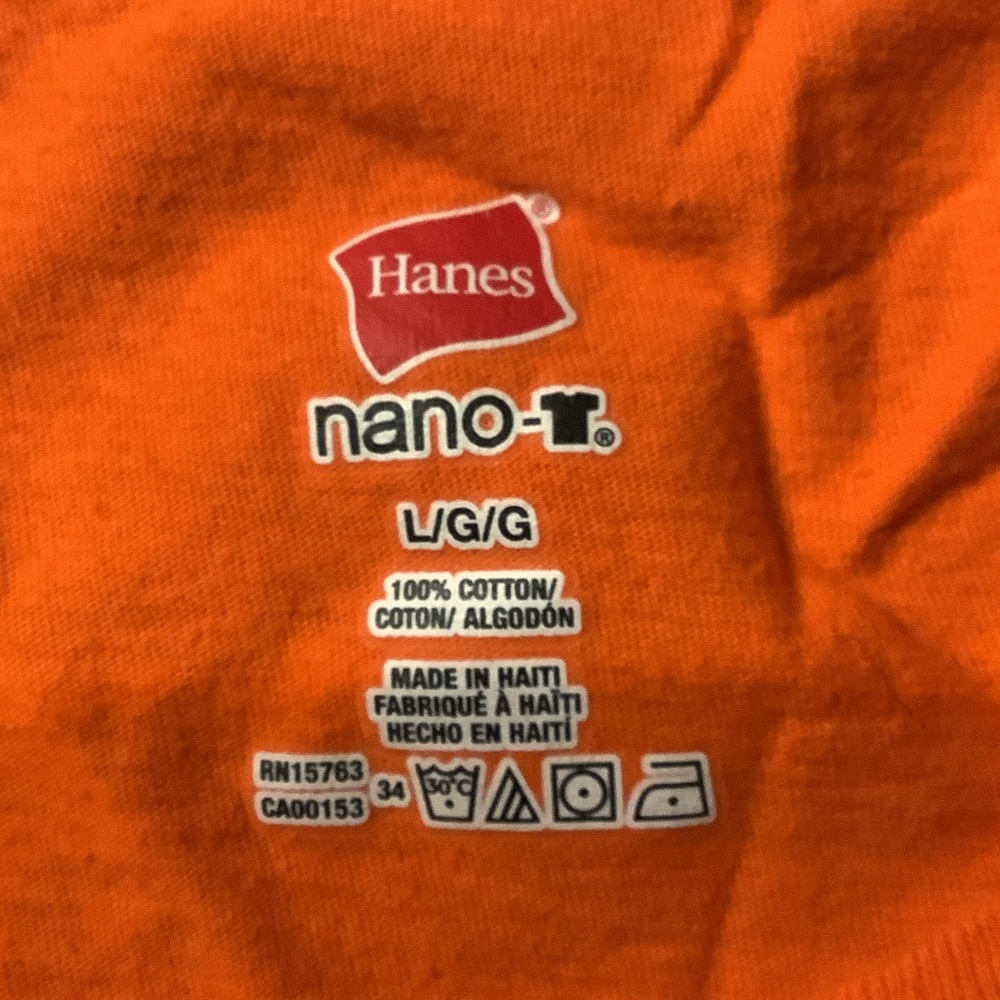 Hanes®
nano-T®
L/G/G
100% COTTON/
COTON/ ALGODÓN
MADE IN HAITI
FABRIQUÉ À HAÏTI
HECHO EN HAITÍ
RN15763
CA00153
34
30°C